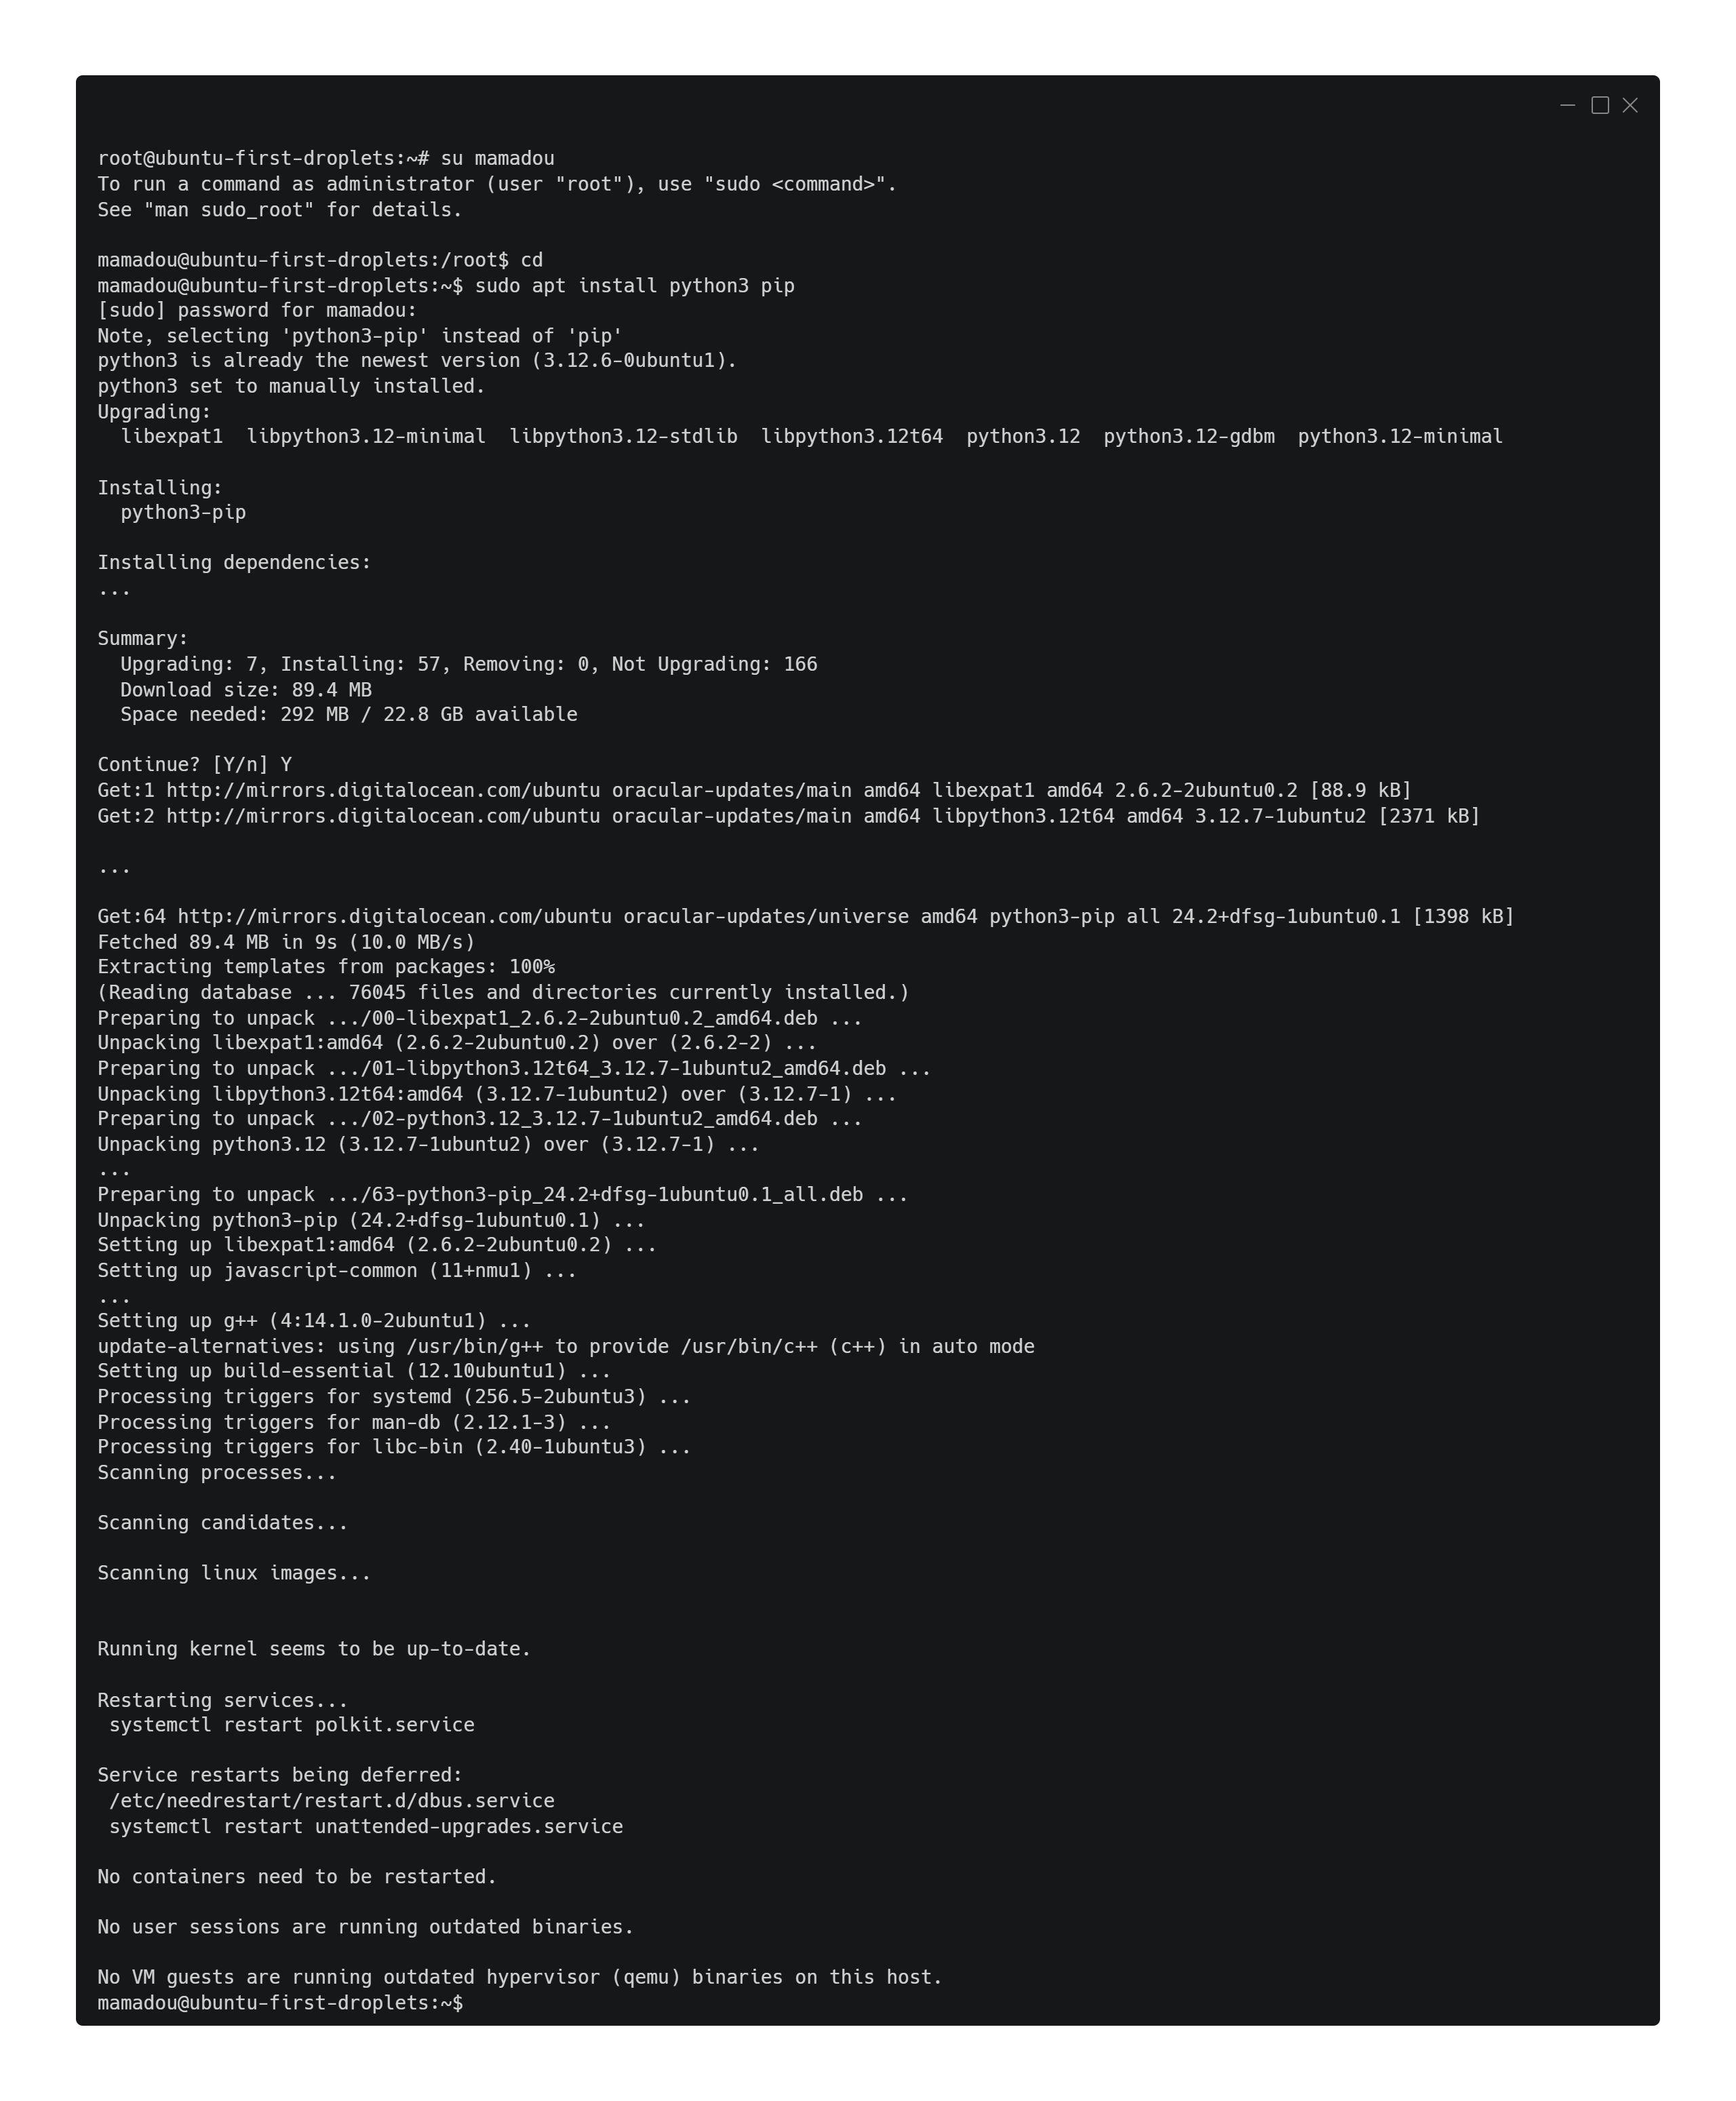 root@ubuntu-first-droplets:~# su mamadou
To run a command as administrator (user "root"), use "sudo <command>".
See "man sudo_root" for details.
mamadou@ubuntu-first-droplets:/root$ cd
mamadou@ubuntu-first-droplets:~$ sudo apt install python3 pip
[sudo] password for mamadou:
Note, selecting 'python3-pip' instead of 'pip'
python3 is already the newest version (3.12.6-0ubuntu1).
python3 set to manually installed.
Upgrading:
  libexpat1  libpython3.12-minimal  libpython3.12-stdlib  libpython3.12t64  python3.12  python3.12-gdbm  python3.12-minimal
Installing:
  python3-pip
Installing dependencies:
...
Summary:
  Upgrading: 7, Installing: 57, Removing: 0, Not Upgrading: 166
  Download size: 89.4 MB
  Space needed: 292 MB / 22.8 GB available
Continue? [Y/n] Y
Get:1 http://mirrors.digitalocean.com/ubuntu oracular-updates/main amd64 libexpat1 amd64 2.6.2-2ubuntu0.2 [88.9 kB]
Get:2 http://mirrors.digitalocean.com/ubuntu oracular-updates/main amd64 libpython3.12t64 amd64 3.12.7-1ubuntu2 [2371 kB]
...
Get:64 http://mirrors.digitalocean.com/ubuntu oracular-updates/universe amd64 python3-pip all 24.2+dfsg-1ubuntu0.1 [1398 kB]
Fetched 89.4 MB in 9s (10.0 MB/s)
Extracting templates from packages: 100%
(Reading database ... 76045 files and directories currently installed.)
Preparing to unpack .../00-libexpat1_2.6.2-2ubuntu0.2_amd64.deb ...
Unpacking libexpat1:amd64 (2.6.2-2ubuntu0.2) over (2.6.2-2) ...
Preparing to unpack .../01-libpython3.12t64_3.12.7-1ubuntu2_amd64.deb ...
Unpacking libpython3.12t64:amd64 (3.12.7-1ubuntu2) over (3.12.7-1) ...
Preparing to unpack .../02-python3.12_3.12.7-1ubuntu2_amd64.deb ...
Unpacking python3.12 (3.12.7-1ubuntu2) over (3.12.7-1) ...
...
Preparing to unpack .../63-python3-pip_24.2+dfsg-1ubuntu0.1_all.deb ...
Unpacking python3-pip (24.2+dfsg-1ubuntu0.1) ...
Setting up libexpat1:amd64 (2.6.2-2ubuntu0.2) ...
Setting up javascript-common (11+nmu1) ...
...
Setting up g++ (4:14.1.0-2ubuntu1) ...
update-alternatives: using /usr/bin/g++ to provide /usr/bin/c++ (c++) in auto mode
Setting up build-essential (12.10ubuntu1) ...
Processing triggers for systemd (256.5-2ubuntu3) ...
Processing triggers for man-db (2.12.1-3) ...
Processing triggers for libc-bin (2.40-1ubuntu3) ...
Scanning processes...
Scanning candidates...
Scanning linux images...
Running kernel seems to be up-to-date.
Restarting services...
 systemctl restart polkit.service
Service restarts being deferred:
 /etc/needrestart/restart.d/dbus.service
 systemctl restart unattended-upgrades.service
No containers need to be restarted.
No user sessions are running outdated binaries.
No VM guests are running outdated hypervisor (qemu) binaries on this host.
mamadou@ubuntu-first-droplets:~$